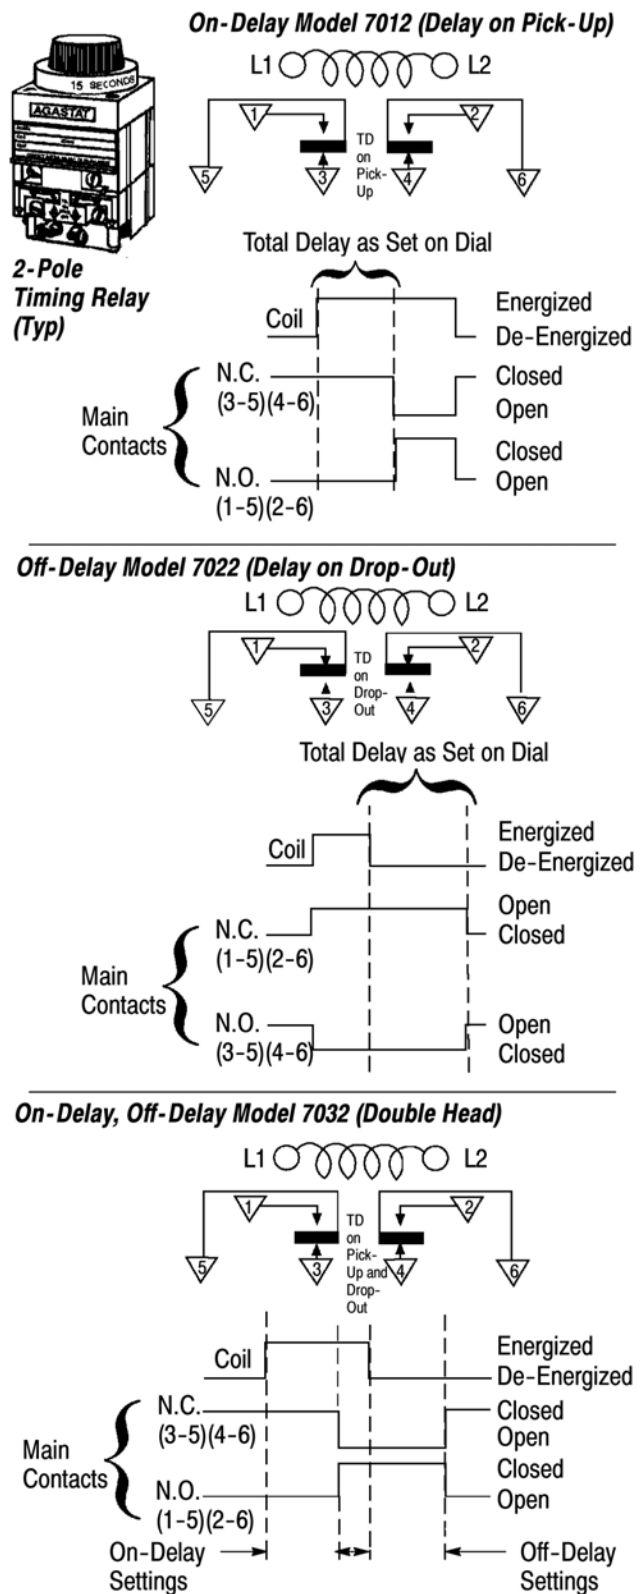 On-Delay Model 7012 (Delay on Pick-Up)
L1 L2
15 SECONDS
AGASTAT
1 2
TD
on
Pick-
Up
5 3 4 6
2-Pole
Timing Relay
(Typ)
Total Delay as Set on Dial
Coil
Energized
De-Energized
Main
Contacts
N.C.
(3-5)(4-6)
Closed
Open
N.O.
(1-5)(2-6)
Closed
Open
Off-Delay Model 7022 (Delay on Drop-Out)
L1 L2
1 2
TD
on
Drop-
Out
5 3 4 6
Total Delay as Set on Dial
Coil
Energized
De-Energized
Main
Contacts
N.C.
(1-5)(2-6)
Open
Closed
N.O.
(3-5)(4-6)
Open
Closed
On-Delay, Off-Delay Model 7032 (Double Head)
L1 L2
1 2
TD
on
Pick-
Up and
Drop-
Out
5 3 4 6
Coil
Energized
De-Energized
Main
Contacts
N.C.
(3-5)(4-6)
Closed
Open
N.O.
(1-5)(2-6)
Closed
Open
On-Delay
Settings
Off-Delay
Settings